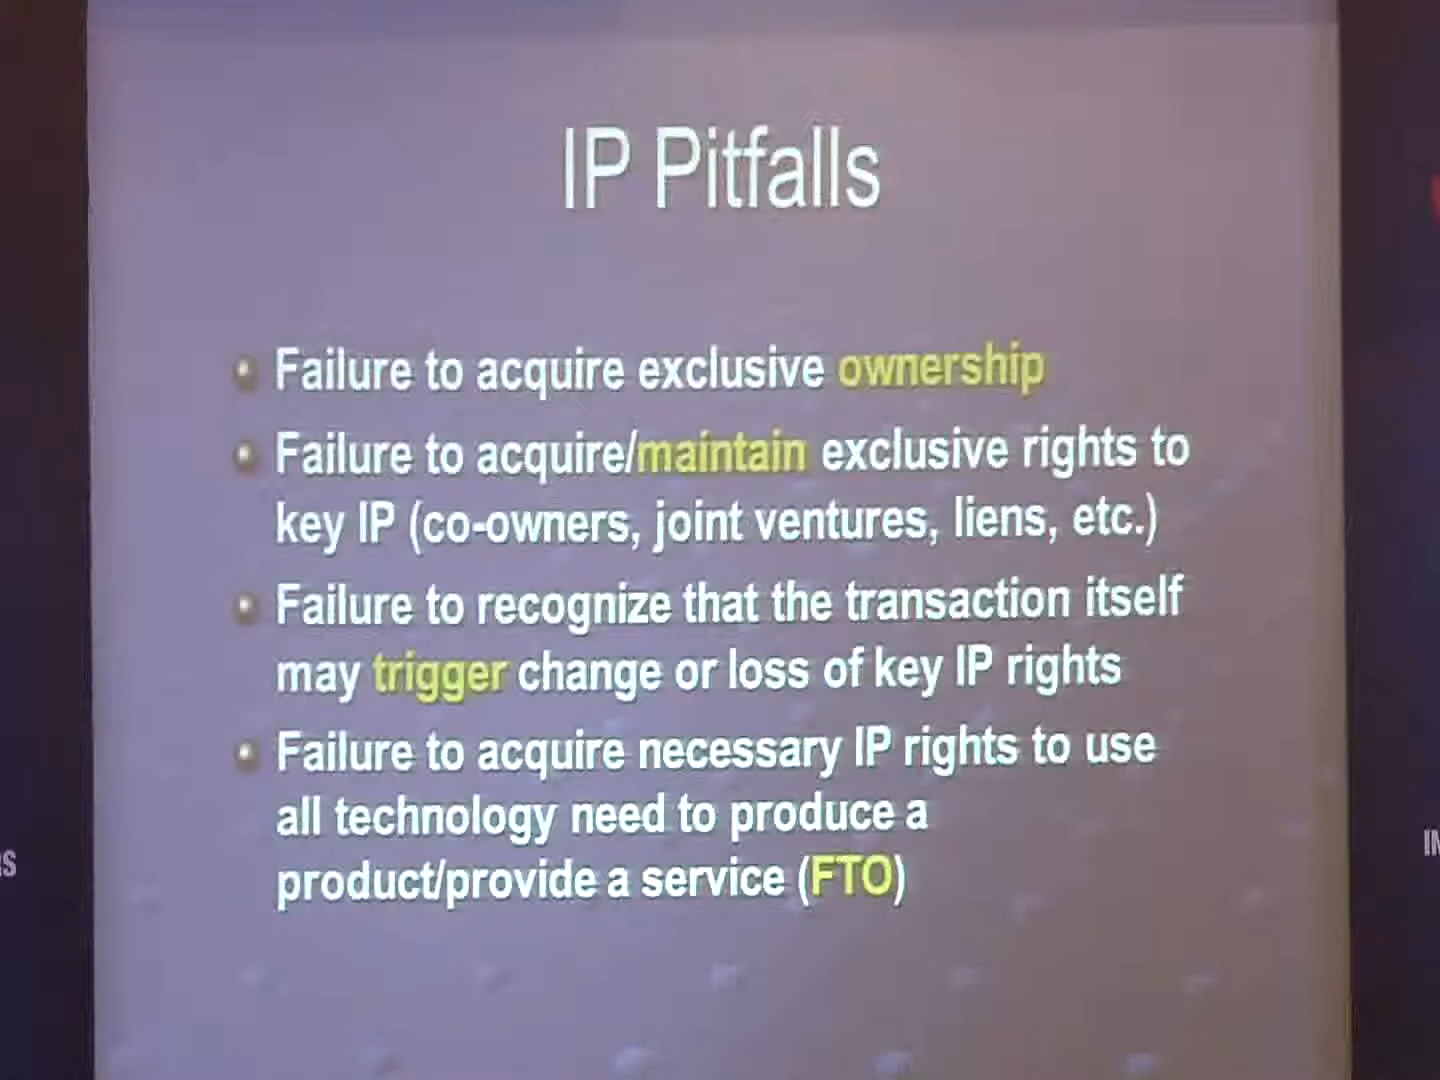 IP Pitfalls
Failure to acquire exclusive ownership
Failure to acquire/maintain exclusive rights to
key IP (co-owners, joint ventures, liens, etc.)
Failure to recognize that the transaction itself
may trigger change or loss of key IP rights
Failure to acquire necessary IP rights to use
all technology need to produce a
product/provide a service (FTO)